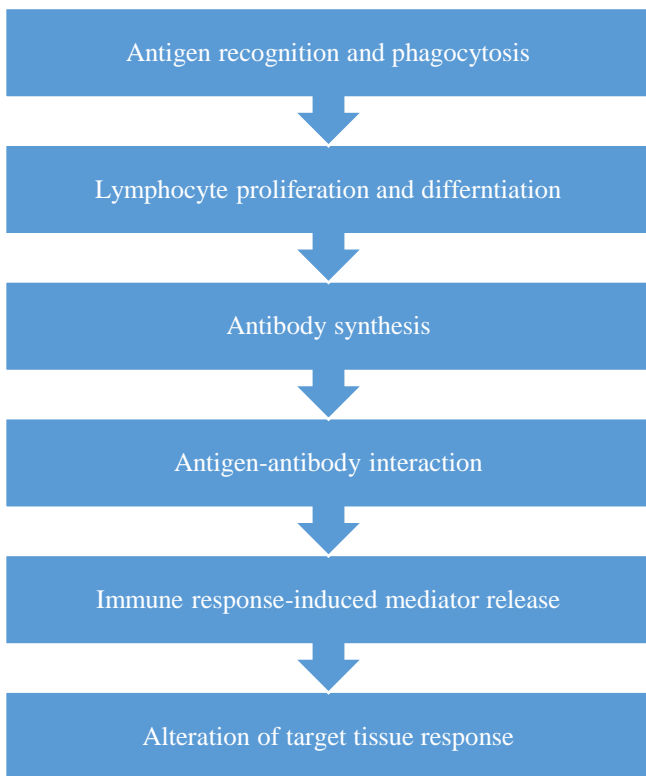 Antigen recognition and phagocytosis
Lymphocyte proliferation and differntiation
Antibody synthesis
Antigen-antibody interaction
Immune response-induced mediator release
Alteration of target tissue response